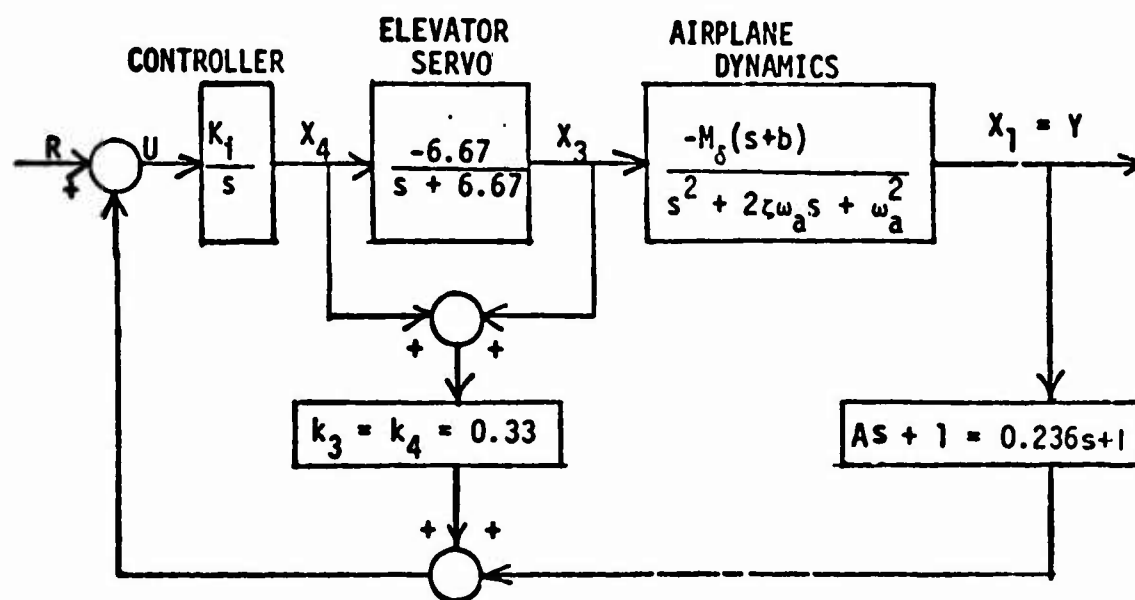 ELEVATOR
SERVO
AIRPLANE
DYNAMICS
CONTROLLER
R
+
U
K_i
s
X_4
-6.67
s + 6.67
X_3
-M_δ(s+b)
s^2 + 2ζω_a s + ω_a^2
X_1 = Y
+ +
k_3 = k_4 = 0.33
As + 1 = 0.236s+1
+ +